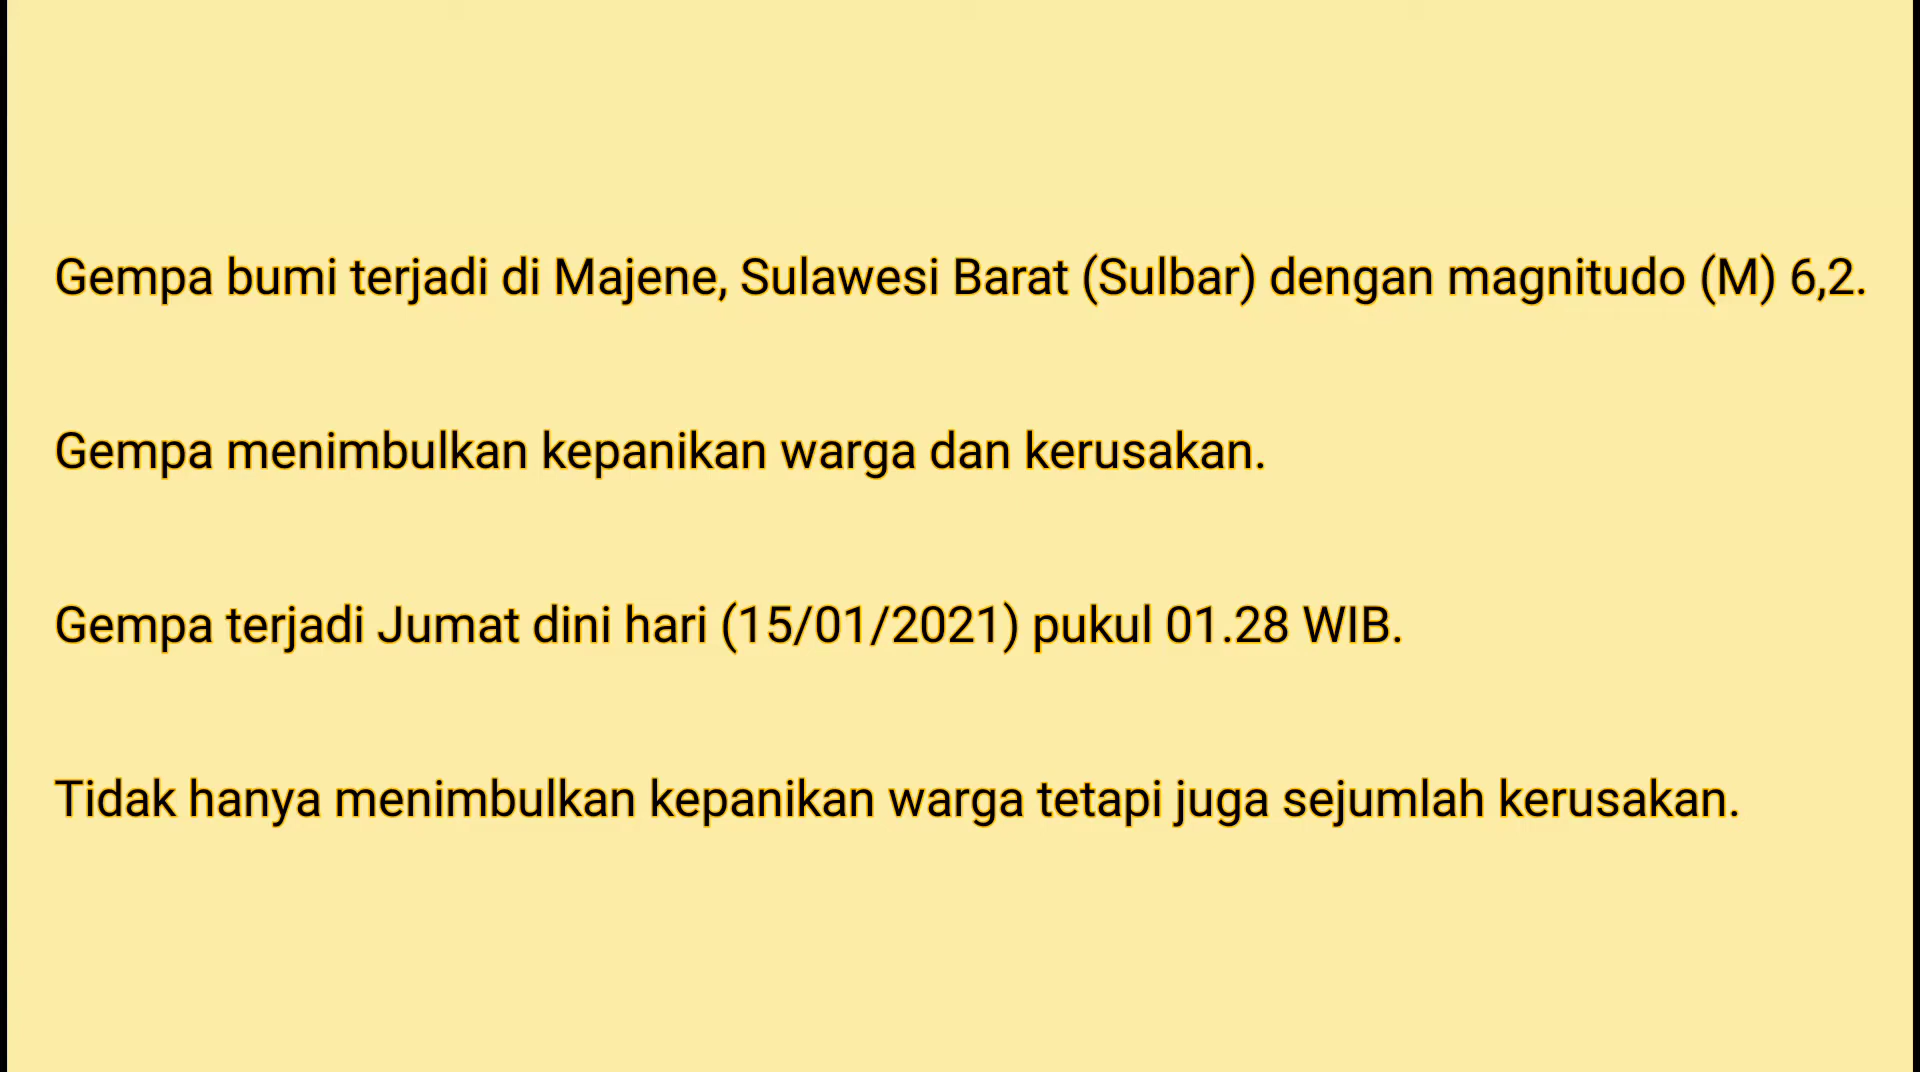 Gempa bumi terjadi di Majene, Sulawesi Barat (Sulbar) dengan magnitudo (M) 6,2.
Gempa menimbulkan kepanikan warga dan kerusakan.
Gempa terjadi Jumat dini hari (15/01/2021) pukul 01.28 WIB.
Tidak hanya menimbulkan kepanikan warga tetapi juga sejumlah kerusakan.